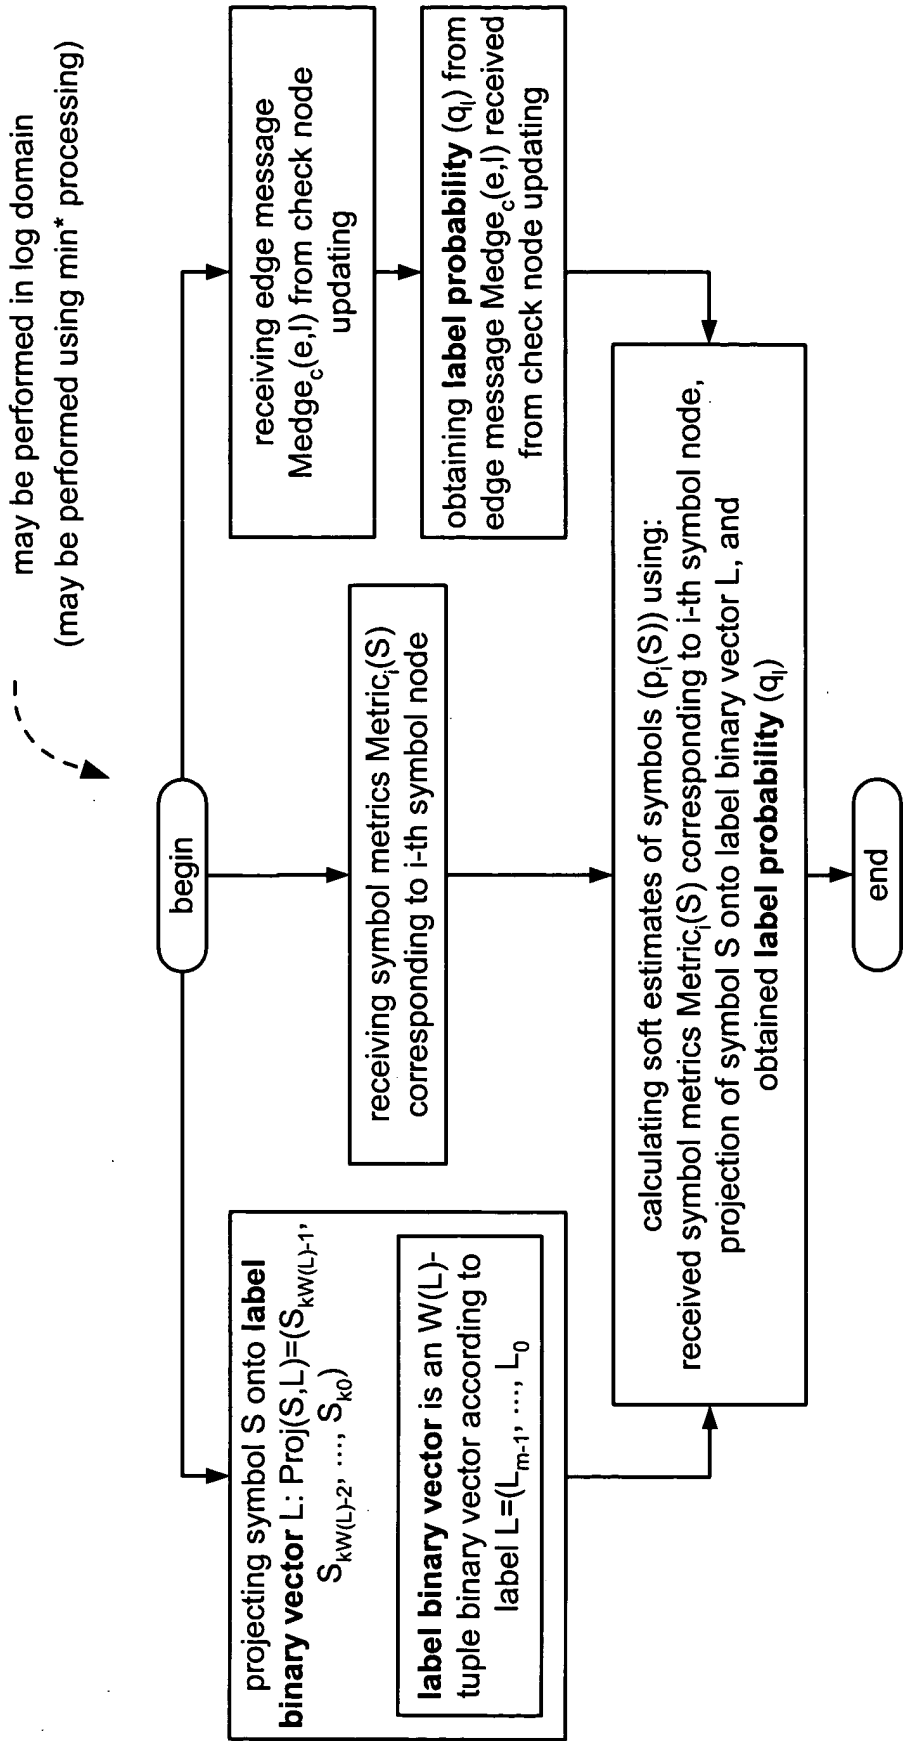 may be performed in log domain
(may be performed using min* processing)
begin
projecting symbol S onto label
binary vector L: Proj(S,L)=(S_kW(L)-1,
S_kW(L)-2, ..., S_k0)
label binary vector is an W(L)-
tuple binary vector according to
label L=(L_m-1, ..., L_0
receiving symbol metrics Metric_i(S)
corresponding to i-th symbol node
receiving edge message
Medge_c(e,l) from check node
updating
obtaining label probability (q_l) from
edge message Medge_c(e,l) received
from check node updating
calculating soft estimates of symbols (p_i(S)) using:
received symbol metrics Metric_i(S) corresponding to i-th symbol node,
projection of symbol S onto label binary vector L, and
obtained label probability (q_l)
end